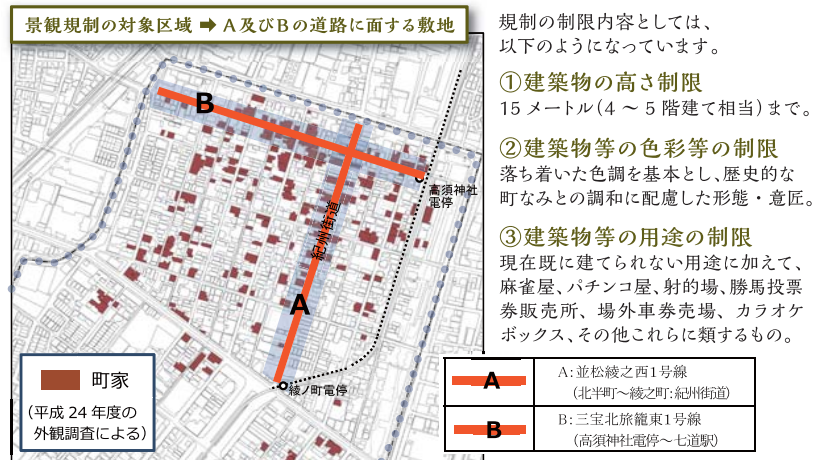 景観規制の対象区域 ➡ A及びBの道路に面する敷地
B
高須神社
電停
紀州街道
A
綾ノ町電停
町家
（平成 24 年度の
外観調査による）
規制の制限内容としては、
以下のようになっています。
①建築物の高さ制限
15 メートル（4 〜 5 階建て相当）まで。
②建築物等の色彩等の制限
落ち着いた色調を基本とし、歴史的な
町なみとの調和に配慮した形態・意匠。
③建築物等の用途の制限
現在既に建てられない用途に加えて、
麻雀屋、パチンコ屋、射的場、勝馬投票
券販売所、場外車券売場、カラオケ
ボックス、その他これらに類するもの。
A
A：並松綾之西1号線
（北半町〜綾之町：紀州街道）
B
B：三宝北旅籠東1号線
（高須神社電停〜七道駅）